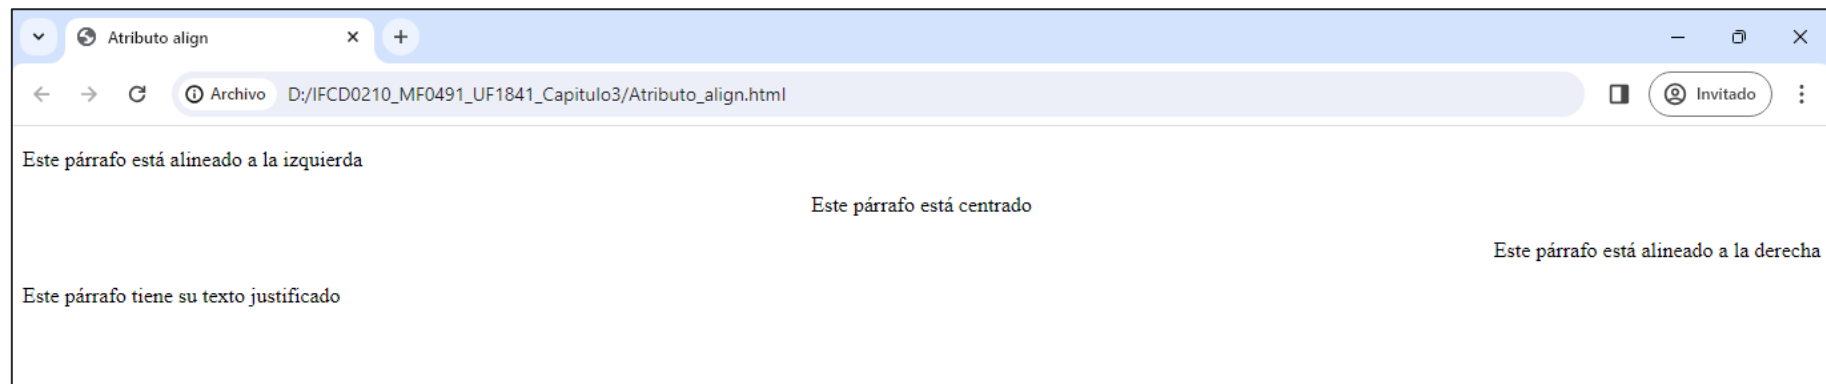 Atributo align
Archivo D:/IFCD0210_MF0491_UF1841_Capitulo3/Atributo_align.html Invitado
Este párrafo está alineado a la izquierda
Este párrafo está centrado
Este párrafo está alineado a la derecha
Este párrafo tiene su texto justificado